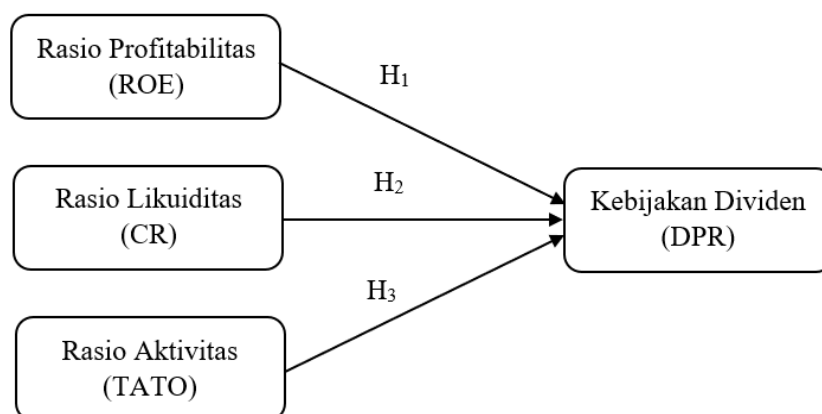 Rasio Profitabilitas
(ROE)
H₁
Rasio Likuiditas
(CR)
H₂
Kebijakan Dividen
(DPR)
H₃
Rasio Aktivitas
(TATO)